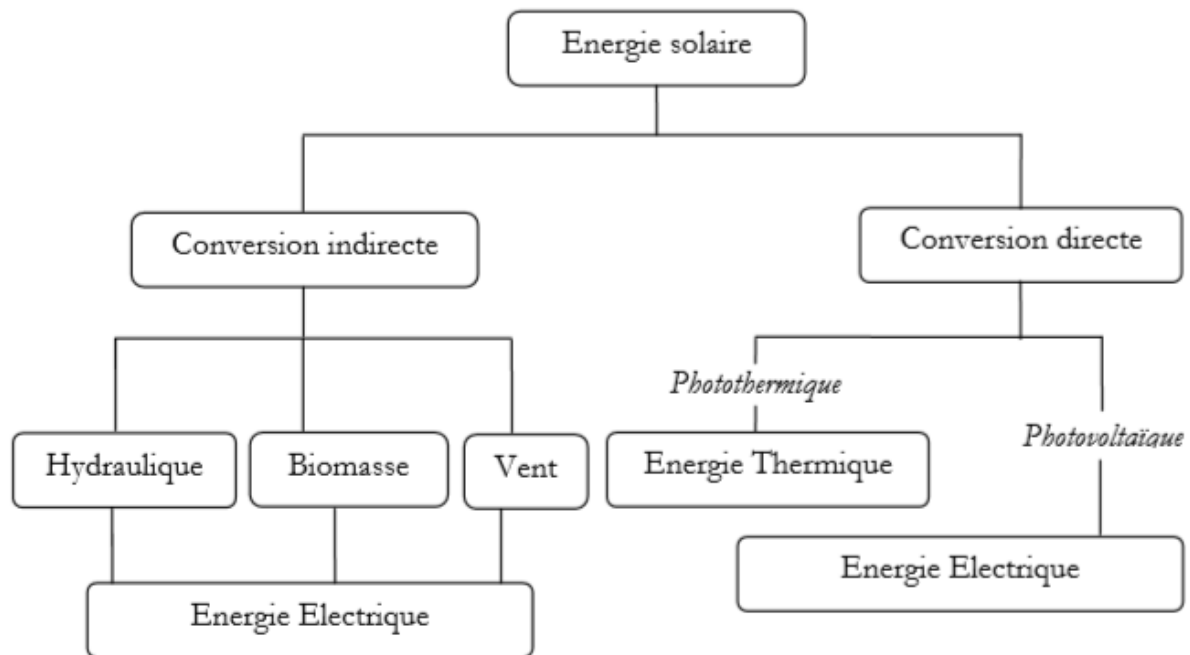 Energie solaire
Conversion indirecte
Conversion directe
Photothermique
Photovoltaïque
Hydraulique
Biomasse
Vent
Energie Thermique
Energie Electrique
Energie Electrique